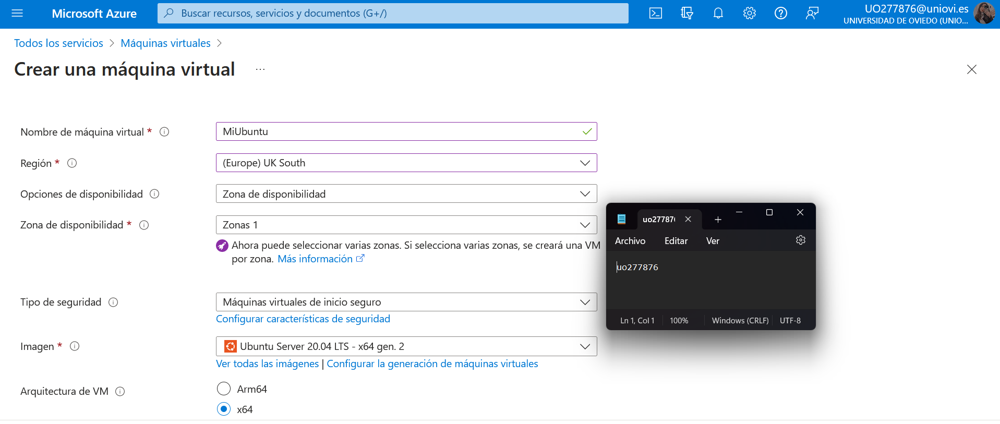 Microsoft Azure
Buscar recursos, servicios y documentos (G+/)
UO277876@uniovi.es
UNIVERSIDAD DE OVIEDO (UNIO...
Todos los servicios > Máquinas virtuales >
Crear una máquina virtual ...
Nombre de máquina virtual *
MiUbuntu
Región *
(Europe) UK South
Opciones de disponibilidad
Zona de disponibilidad
Zona de disponibilidad *
Zonas 1
Ahora puede seleccionar varias zonas. Si selecciona varias zonas, se creará una VM
por zona. Más información
Tipo de seguridad
Máquinas virtuales de inicio seguro
Configurar características de seguridad
Imagen *
Ubuntu Server 20.04 LTS - x64 gen. 2
Ver todas las imágenes | Configurar la generación de máquinas virtuales
Arquitectura de VM
Arm64
x64
uo277876
Archivo Editar Ver
uo277876
Ln 1, Col 1 100% Windows (CRLF) UTF-8